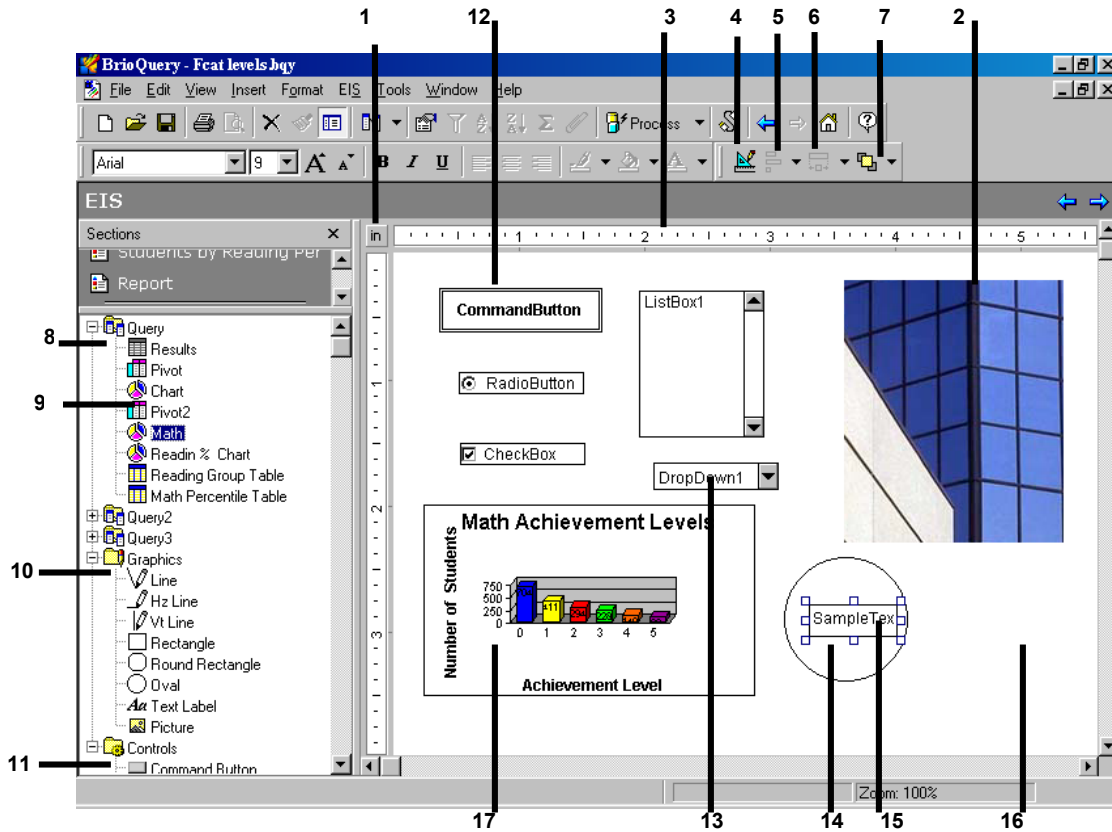 1 12 3 4 5 6 7 2
BrioQuery - Fcat levels.bqy
File Edit View Insert Format EIS Tools Window Help
Process
Arial 9 B I U
EIS
Sections
in 1 2 3 4 5
Students by Reading Per
Report
Query
8
Results
Pivot
Chart
9
Pivot2
Math
Readin % Chart
Reading Group Table
Math Percentile Table
Query2
Query3
Graphics
10
Line
Hz Line
Vt Line
Rectangle
Round Rectangle
Oval
Aa Text Label
Picture
Controls
11
Command Button
1
2
3
CommandButton
ListBox1
RadioButton
CheckBox
DropDown1
Math Achievement Levels
Number of Students
750
500
250
0
411
0 1 2 3 4 5
Achievement Level
SampleTex
Zoom: 100%
17 13 14 15 16